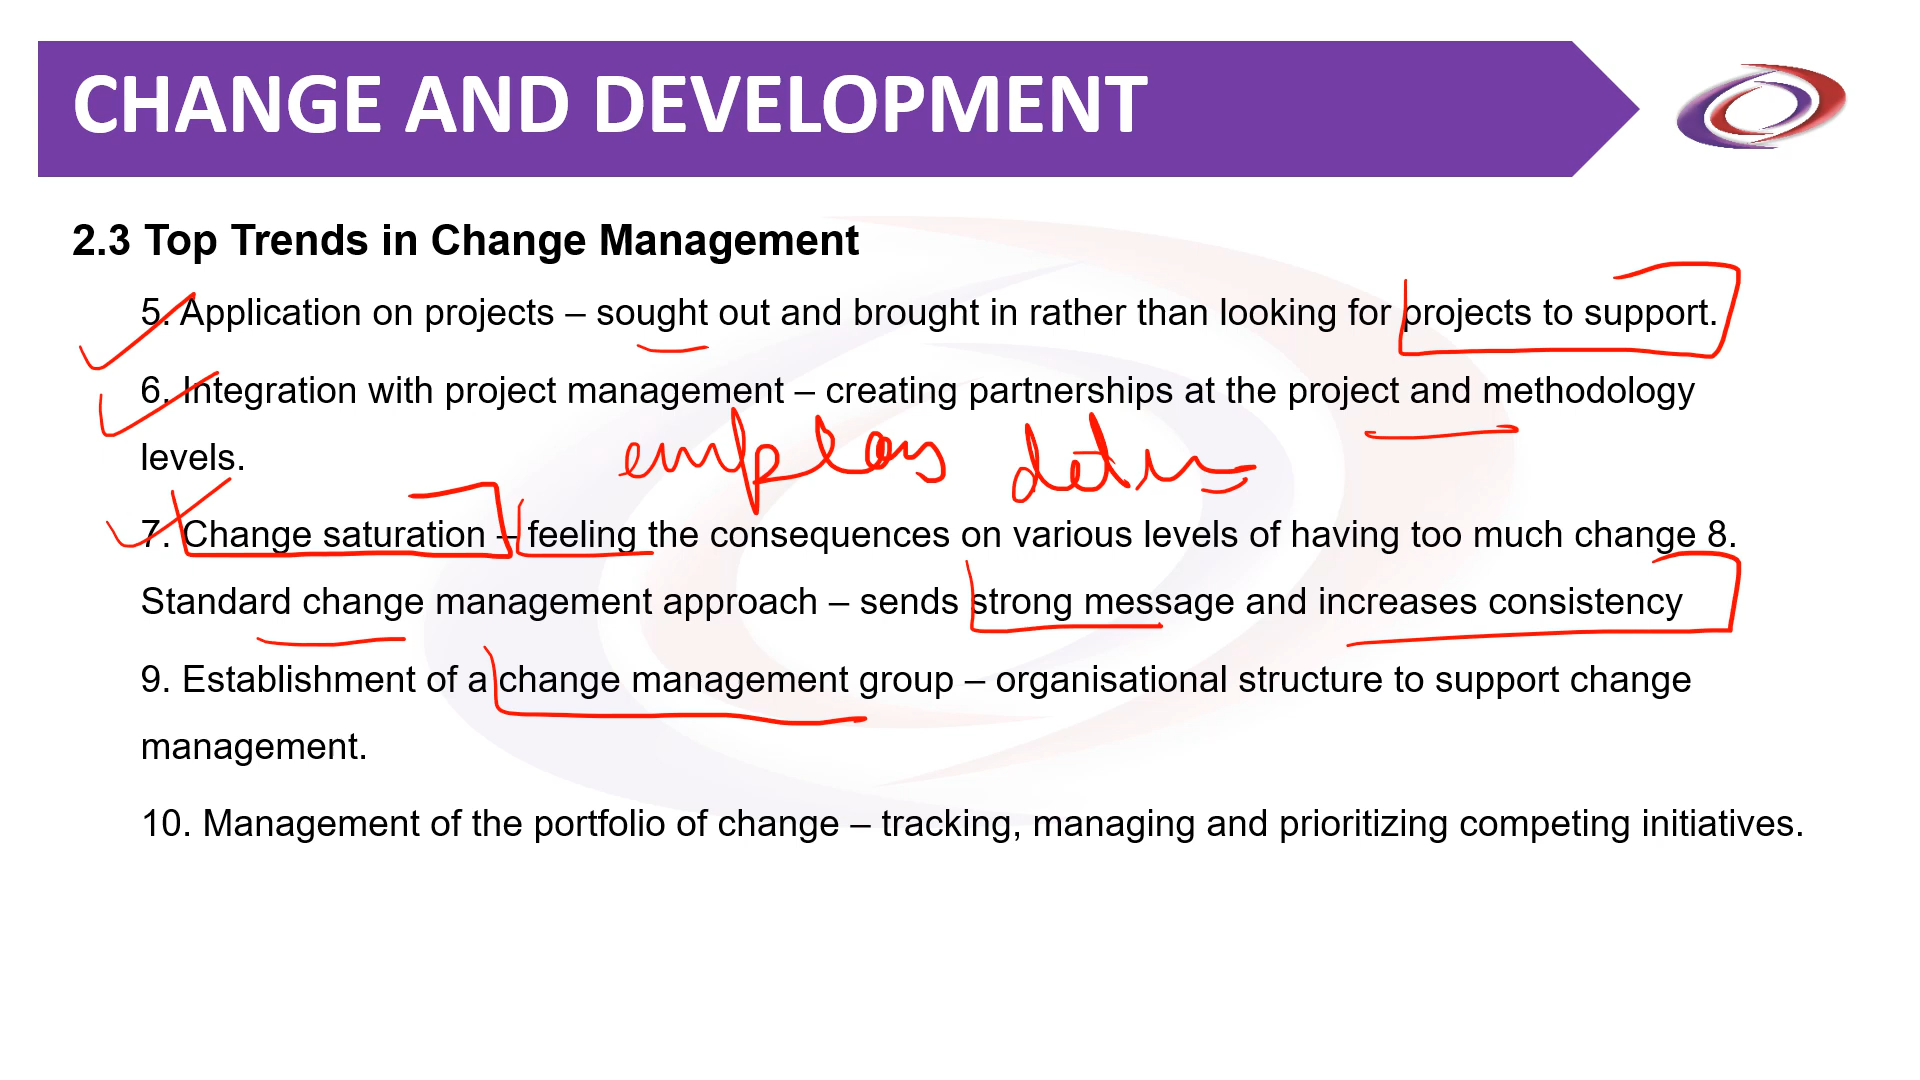 CHANGE AND DEVELOPMENT
2.3 Top Trends in Change Management
5. Application on projects – sought out and brought in rather than looking for projects to support.
6. Integration with project management – creating partnerships at the project and methodology
levels.
7. Change saturation – feeling the consequences on various levels of having too much change 8.
Standard change management approach – sends strong message and increases consistency
9. Establishment of a change management group – organisational structure to support change
management.
10. Management of the portfolio of change – tracking, managing and prioritizing competing initiatives.